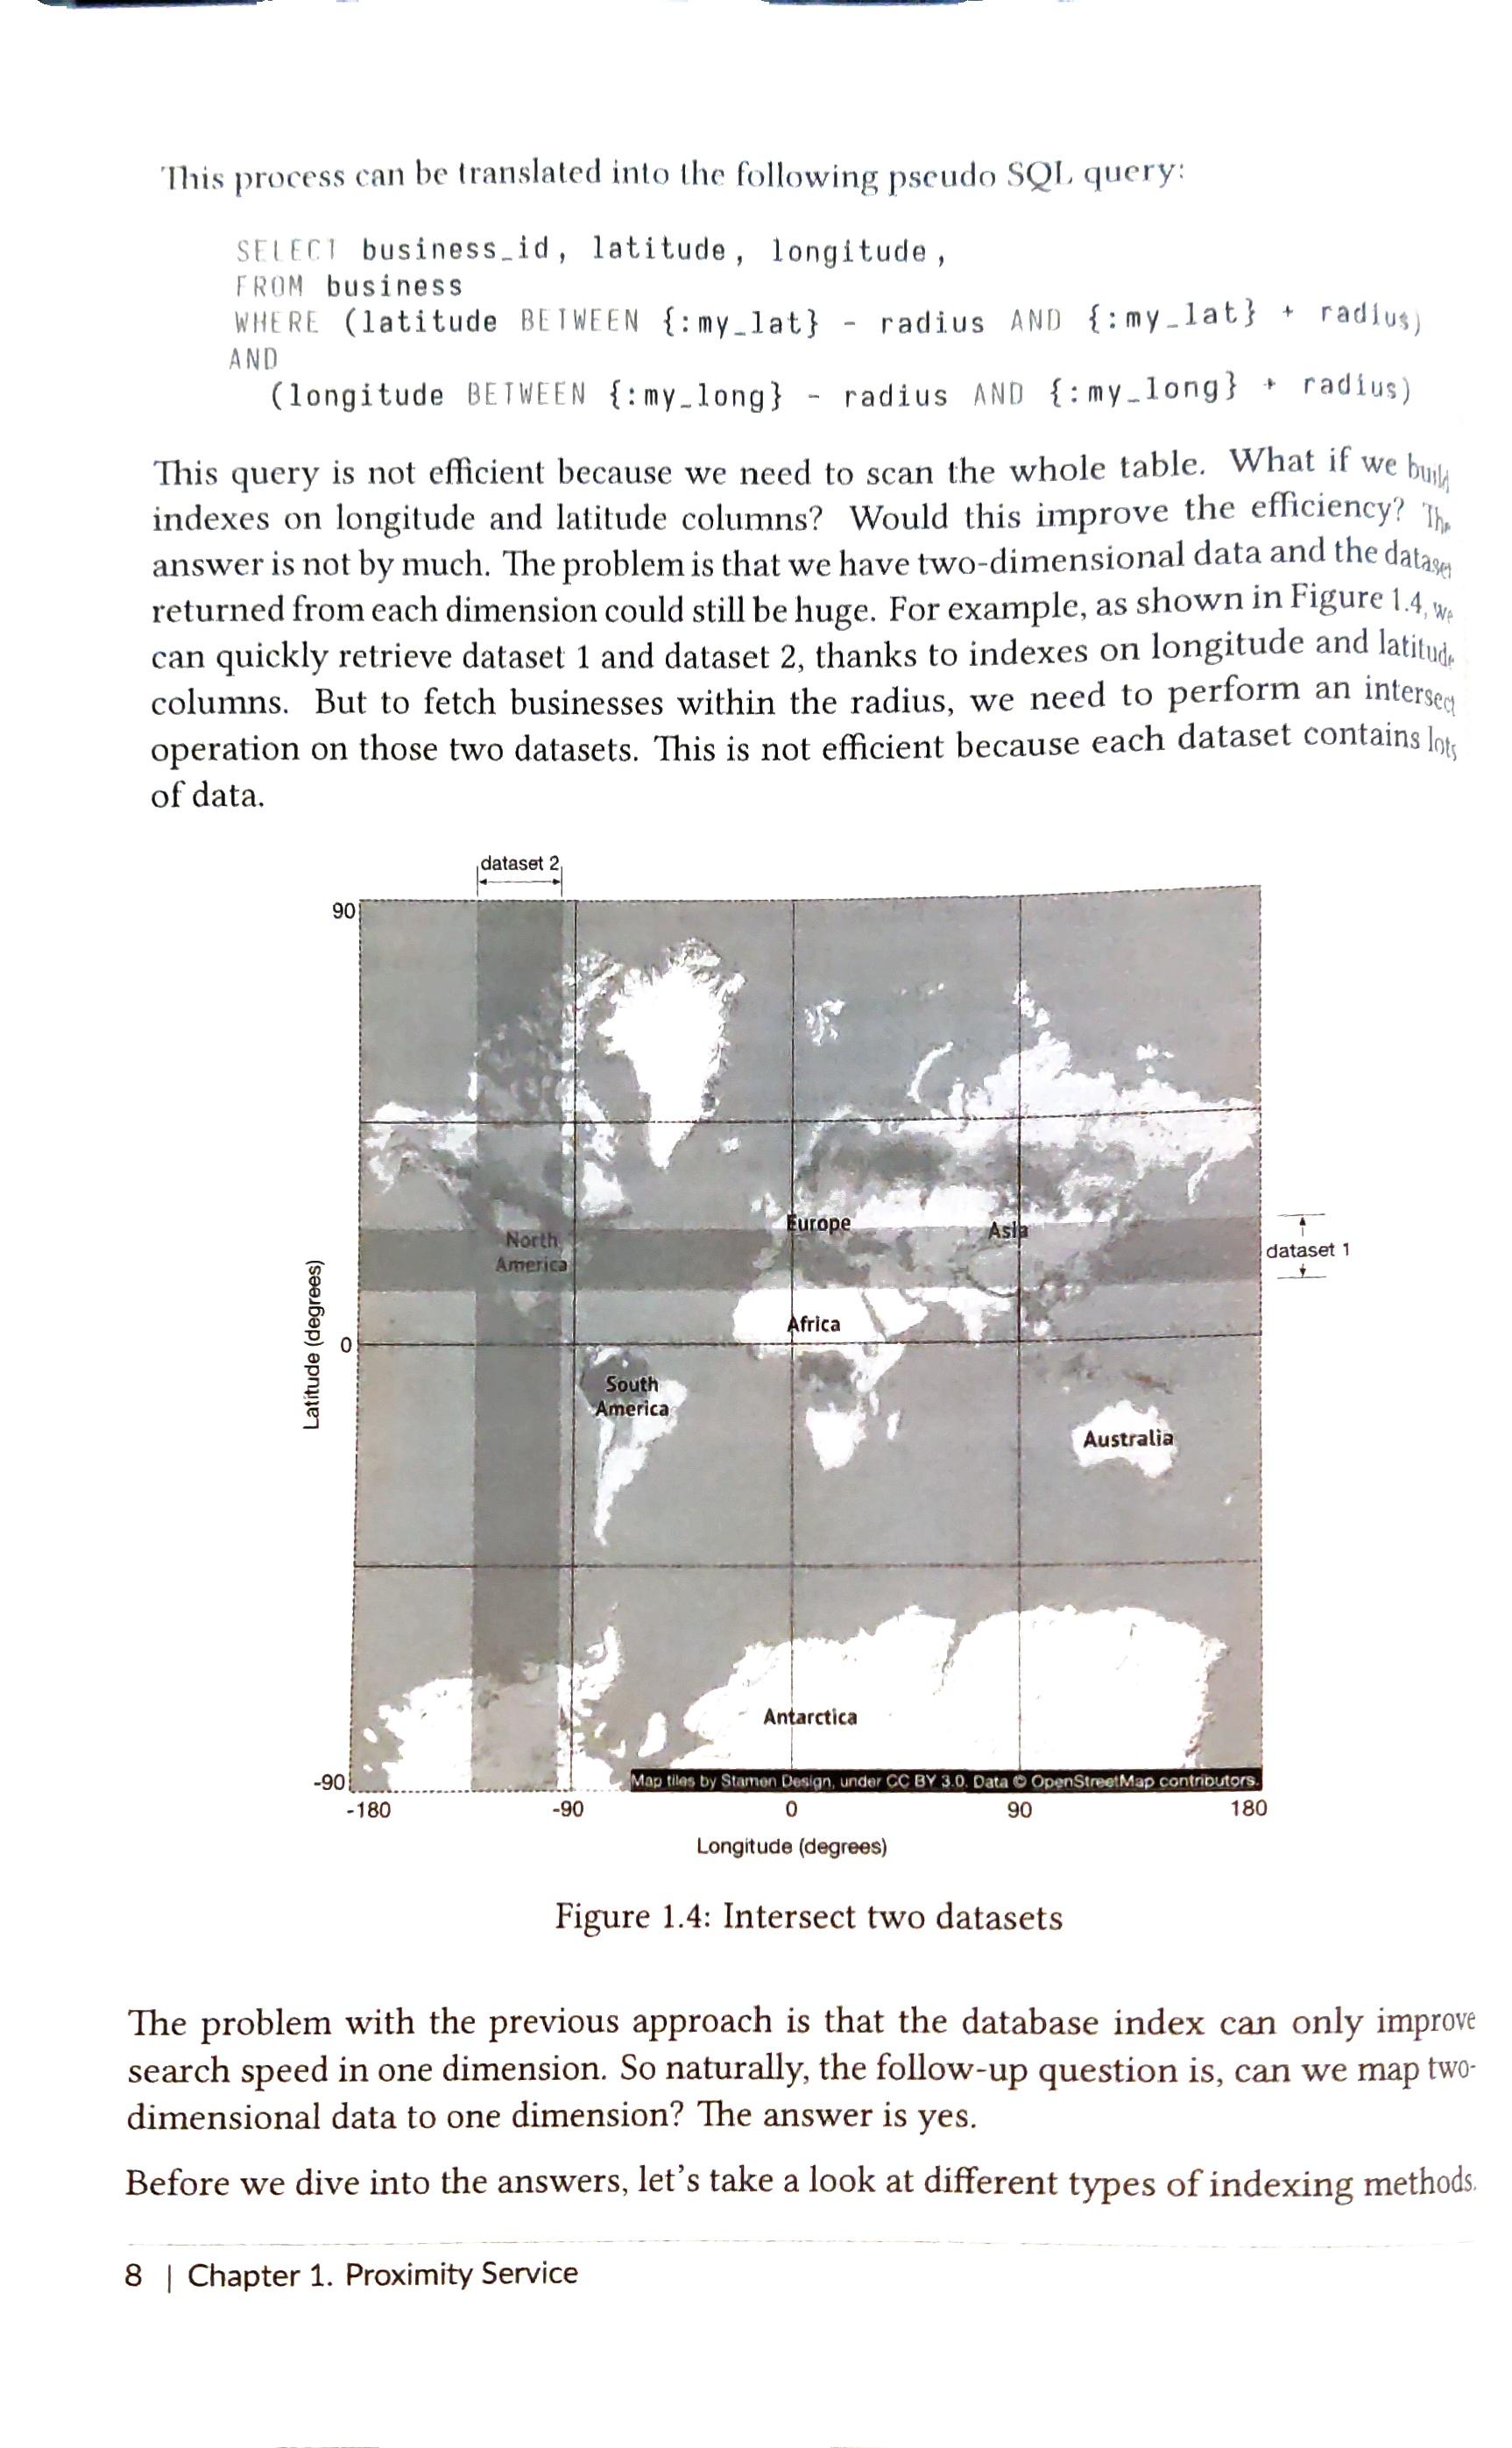 This process can be translated into the following pseudo SQL query:
SELECT business_id, latitude, longitude,
FROM business
WHERE (latitude BETWEEN {:my_lat} - radius AND {:my_lat} + radius)
AND
(longitude BETWEEN {:my_long} - radius AND {:my_long} + radius)
This query is not efficient because we need to scan the whole table. What if we build
indexes on longitude and latitude columns? Would this improve the efficiency? The
answer is not by much. The problem is that we have two-dimensional data and the dataset
returned from each dimension could still be huge. For example, as shown in Figure 1.4, we
can quickly retrieve dataset 1 and dataset 2, thanks to indexes on longitude and latitude
columns. But to fetch businesses within the radius, we need to perform an intersect
operation on those two datasets. This is not efficient because each dataset contains lots
of data.
dataset 2
90
Europe
Asia
North
America
dataset 1
Africa
Latitude (degrees)
0
South
America
Australia
Antarctica
-90
Map tiles by Stamen Design, under CC BY 3.0. Data © OpenStreetMap contributors.
-180 -90 0 90 180
Longitude (degrees)
Figure 1.4: Intersect two datasets
The problem with the previous approach is that the database index can only improve
search speed in one dimension. So naturally, the follow-up question is, can we map two-
dimensional data to one dimension? The answer is yes.
Before we dive into the answers, let's take a look at different types of indexing methods.
8 | Chapter 1. Proximity Service